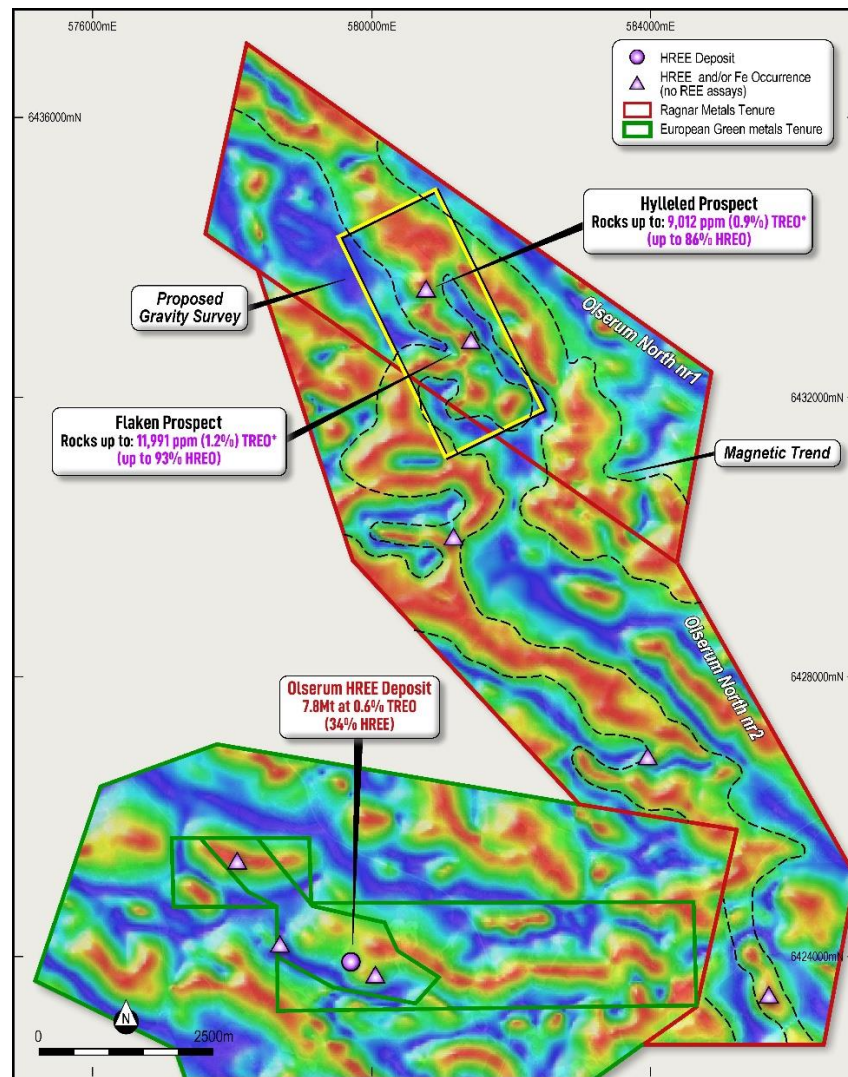 576000mE
580000mE
584000mE
HREE Deposit
HREE and/or Fe Occurrence
(no REE assays)
Ragnar Metals Tenure
European Green metals Tenure
6436000mN
Hylleled Prospect
Rocks up to: 9,012 ppm (0.9%) TREO*
(up to 86% HREO)
Proposed
Gravity Survey
Olserum North nr1
6432000mN
Flaken Prospect
Rocks up to: 11,991 ppm (1.2%) TREO*
(up to 93% HREO)
Magnetic Trend
Olserum North nr2
6428000mN
Olserum HREE Deposit
7.8Mt at 0.6% TREO
(34% HREE)
6424000mN
N
0 2500m